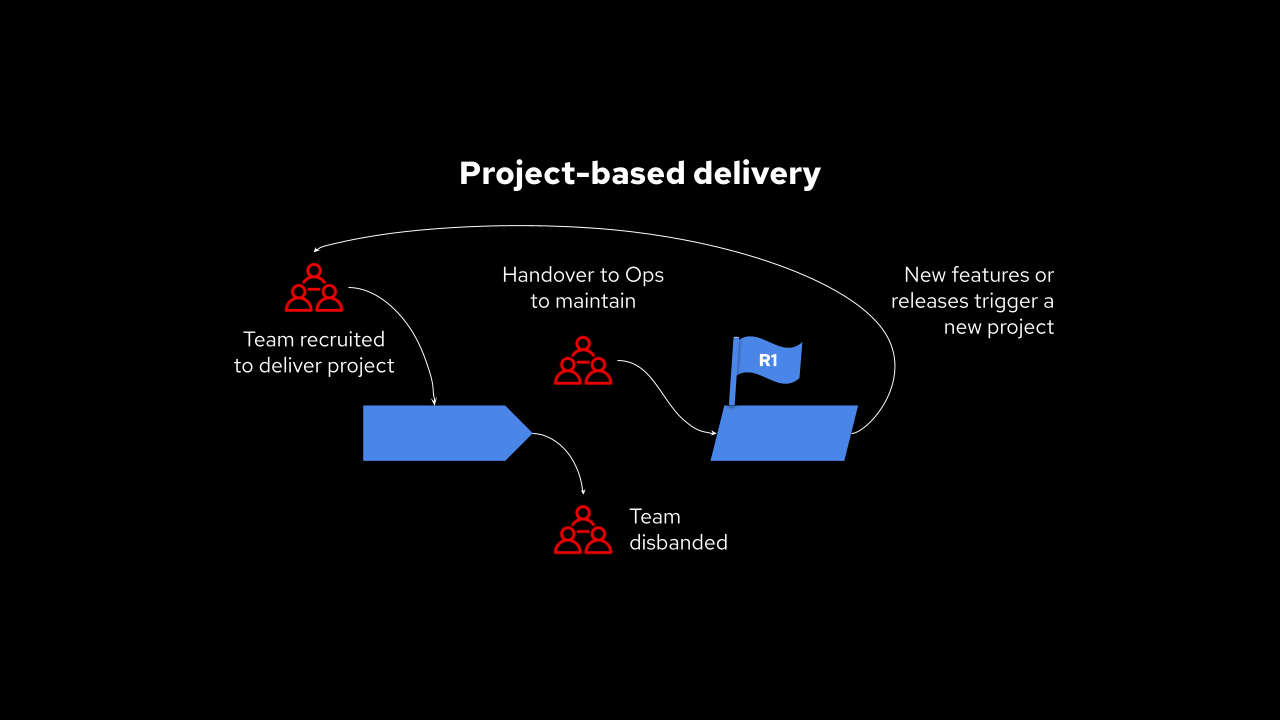 Project-based delivery
Team recruited
to deliver project
Handover to Ops
to maintain
New features or
releases trigger a
new project
R1
Team
disbanded